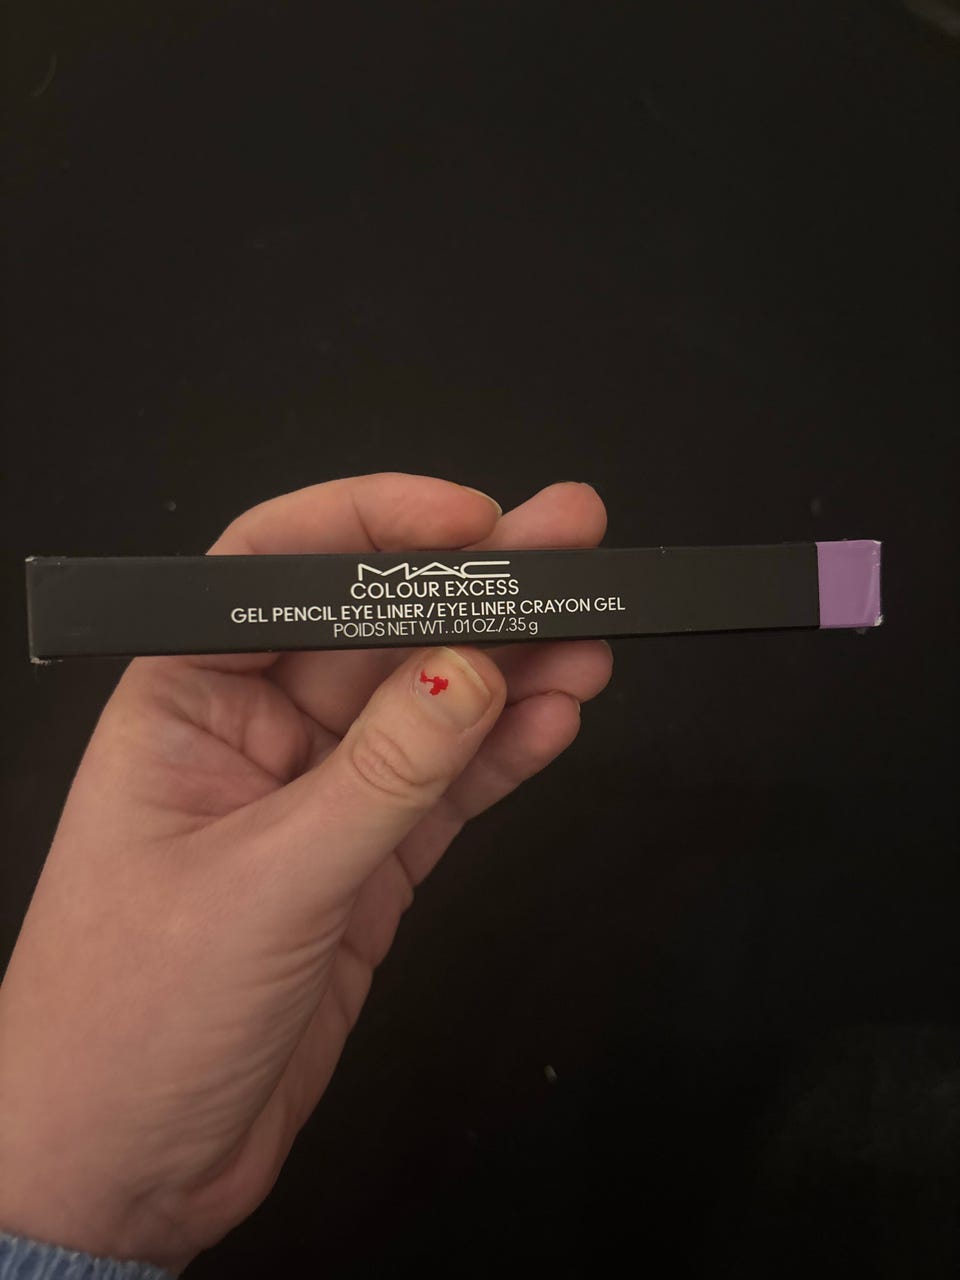 M·A·C
COLOUR EXCESS
GEL PENCIL EYE LINER/EYE LINER CRAYON GEL
POIDS NET WT. .01 OZ./.35 g